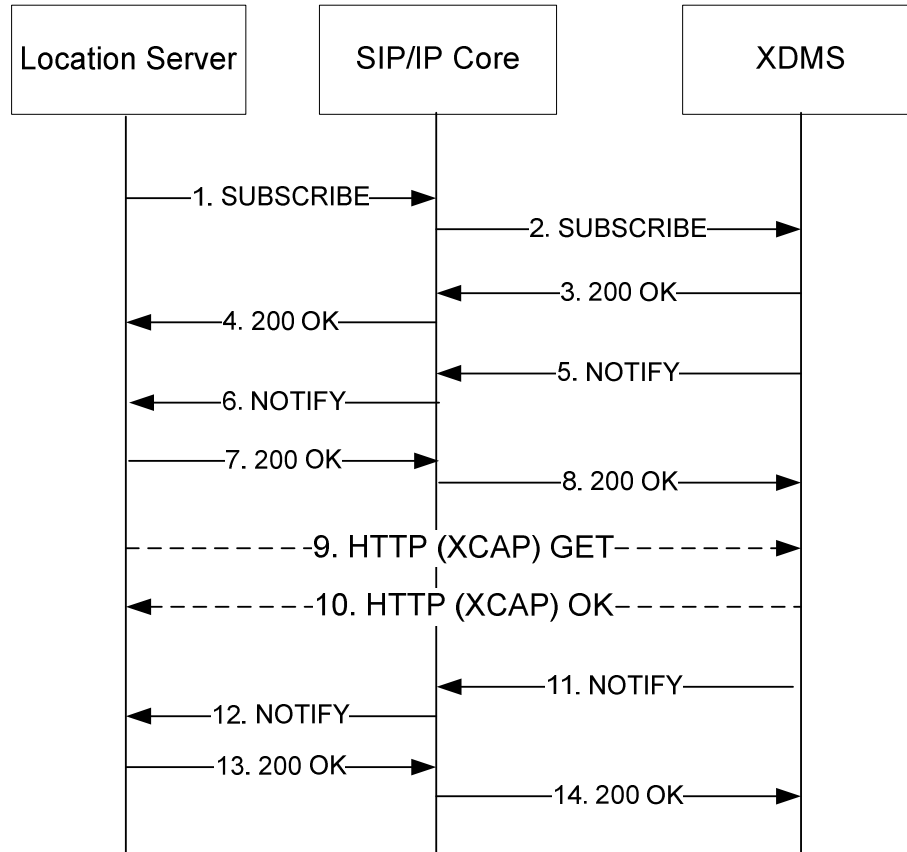 Location Server
SIP/IP Core
XDMS
1. SUBSCRIBE
2. SUBSCRIBE
3. 200 OK
4. 200 OK
5. NOTIFY
6. NOTIFY
7. 200 OK
8. 200 OK
9. HTTP (XCAP) GET
10. HTTP (XCAP) OK
11. NOTIFY
12. NOTIFY
13. 200 OK
14. 200 OK